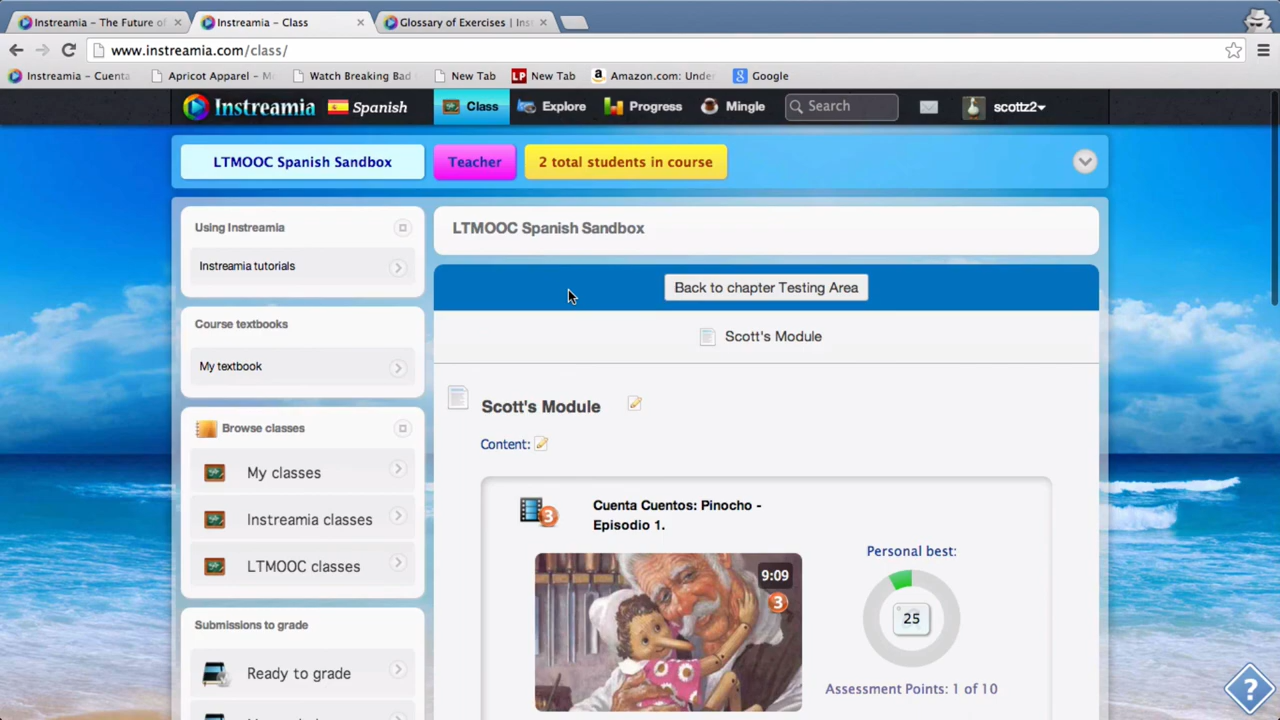 Instreamia – The Future of
Instreamia – Class
Glossary of Exercises | Ins
www.instreamia.com/class/
Instreamia – Cuenta
Apricot Apparel – M
Watch Breaking Bad
New Tab
LP New Tab
Amazon.com: Unde
Google
Instreamia
Spanish
Class
Explore
Progress
Mingle
Search
scottz2
LTMOOC Spanish Sandbox
Teacher
2 total students in course
Using Instreamia
Instreamia tutorials
Course textbooks
My textbook
Browse classes
My classes
Instreamia classes
LTMOOC classes
Submissions to grade
Ready to grade
LTMOOC Spanish Sandbox
Back to chapter Testing Area
Scott's Module
Scott's Module
Content:
3
Cuenta Cuentos: Pinocho -
Episodio 1.
9:09
3
Personal best:
25
Assessment Points: 1 of 10
?